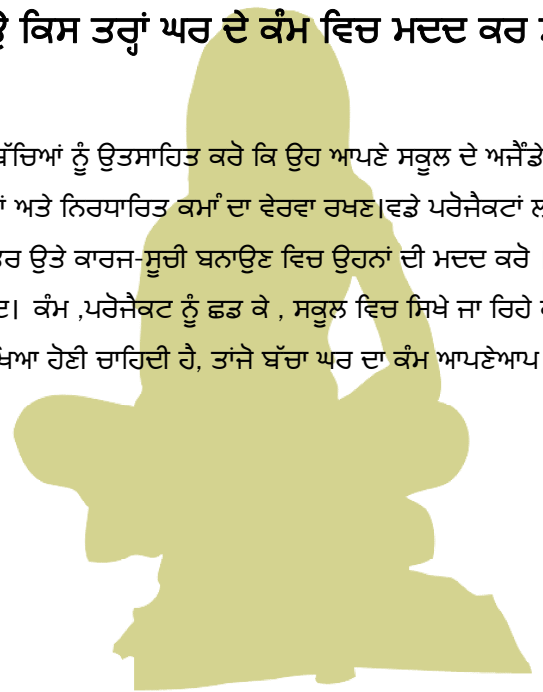 ਕਿਸ ਤਰ੍ਹਾਂ ਘਰ ਦੇ ਕੰਮ ਵਿਚ ਮਦਦ ਕਰ
ਬੱਚਿਆਂ ਨੂੰ ਉਤਸਾਹਿਤ ਕਰੋ ਕਿ ਉਹ ਆਪਣੇ ਸਕੂਲ ਦੇ ਅਜੈਂਡੇ
ਅਤੇ ਨਿਰਧਾਰਿਤ ਕਮਾਂ ਦਾ ਵੇਰਵਾ ਰਖਣ।ਵਡੇ ਪਰੋਜੈਕਟਾਂ
ਉਤੇ ਕਾਰਜ-ਸੂਚੀ ਬਨਾਉਣ ਵਿਚ ਉਹਨਾਂ ਦੀ ਮਦਦ ਕਰੋ
ਕੰਮ ,ਪਰੋਜੈਕਟ ਨੂੰ ਛਡ ਕੇ , ਸਕੂਲ ਵਿਚ ਸਿਖੇ ਜਾ ਰਿਹੇ
ਹੋਣੀ ਚਾਹਿਦੀ ਹੈ, ਤਾਂਜੋ ਬੱਚਾ ਘਰ ਦਾ ਕੰਮ ਆਪਣੇਆਪ